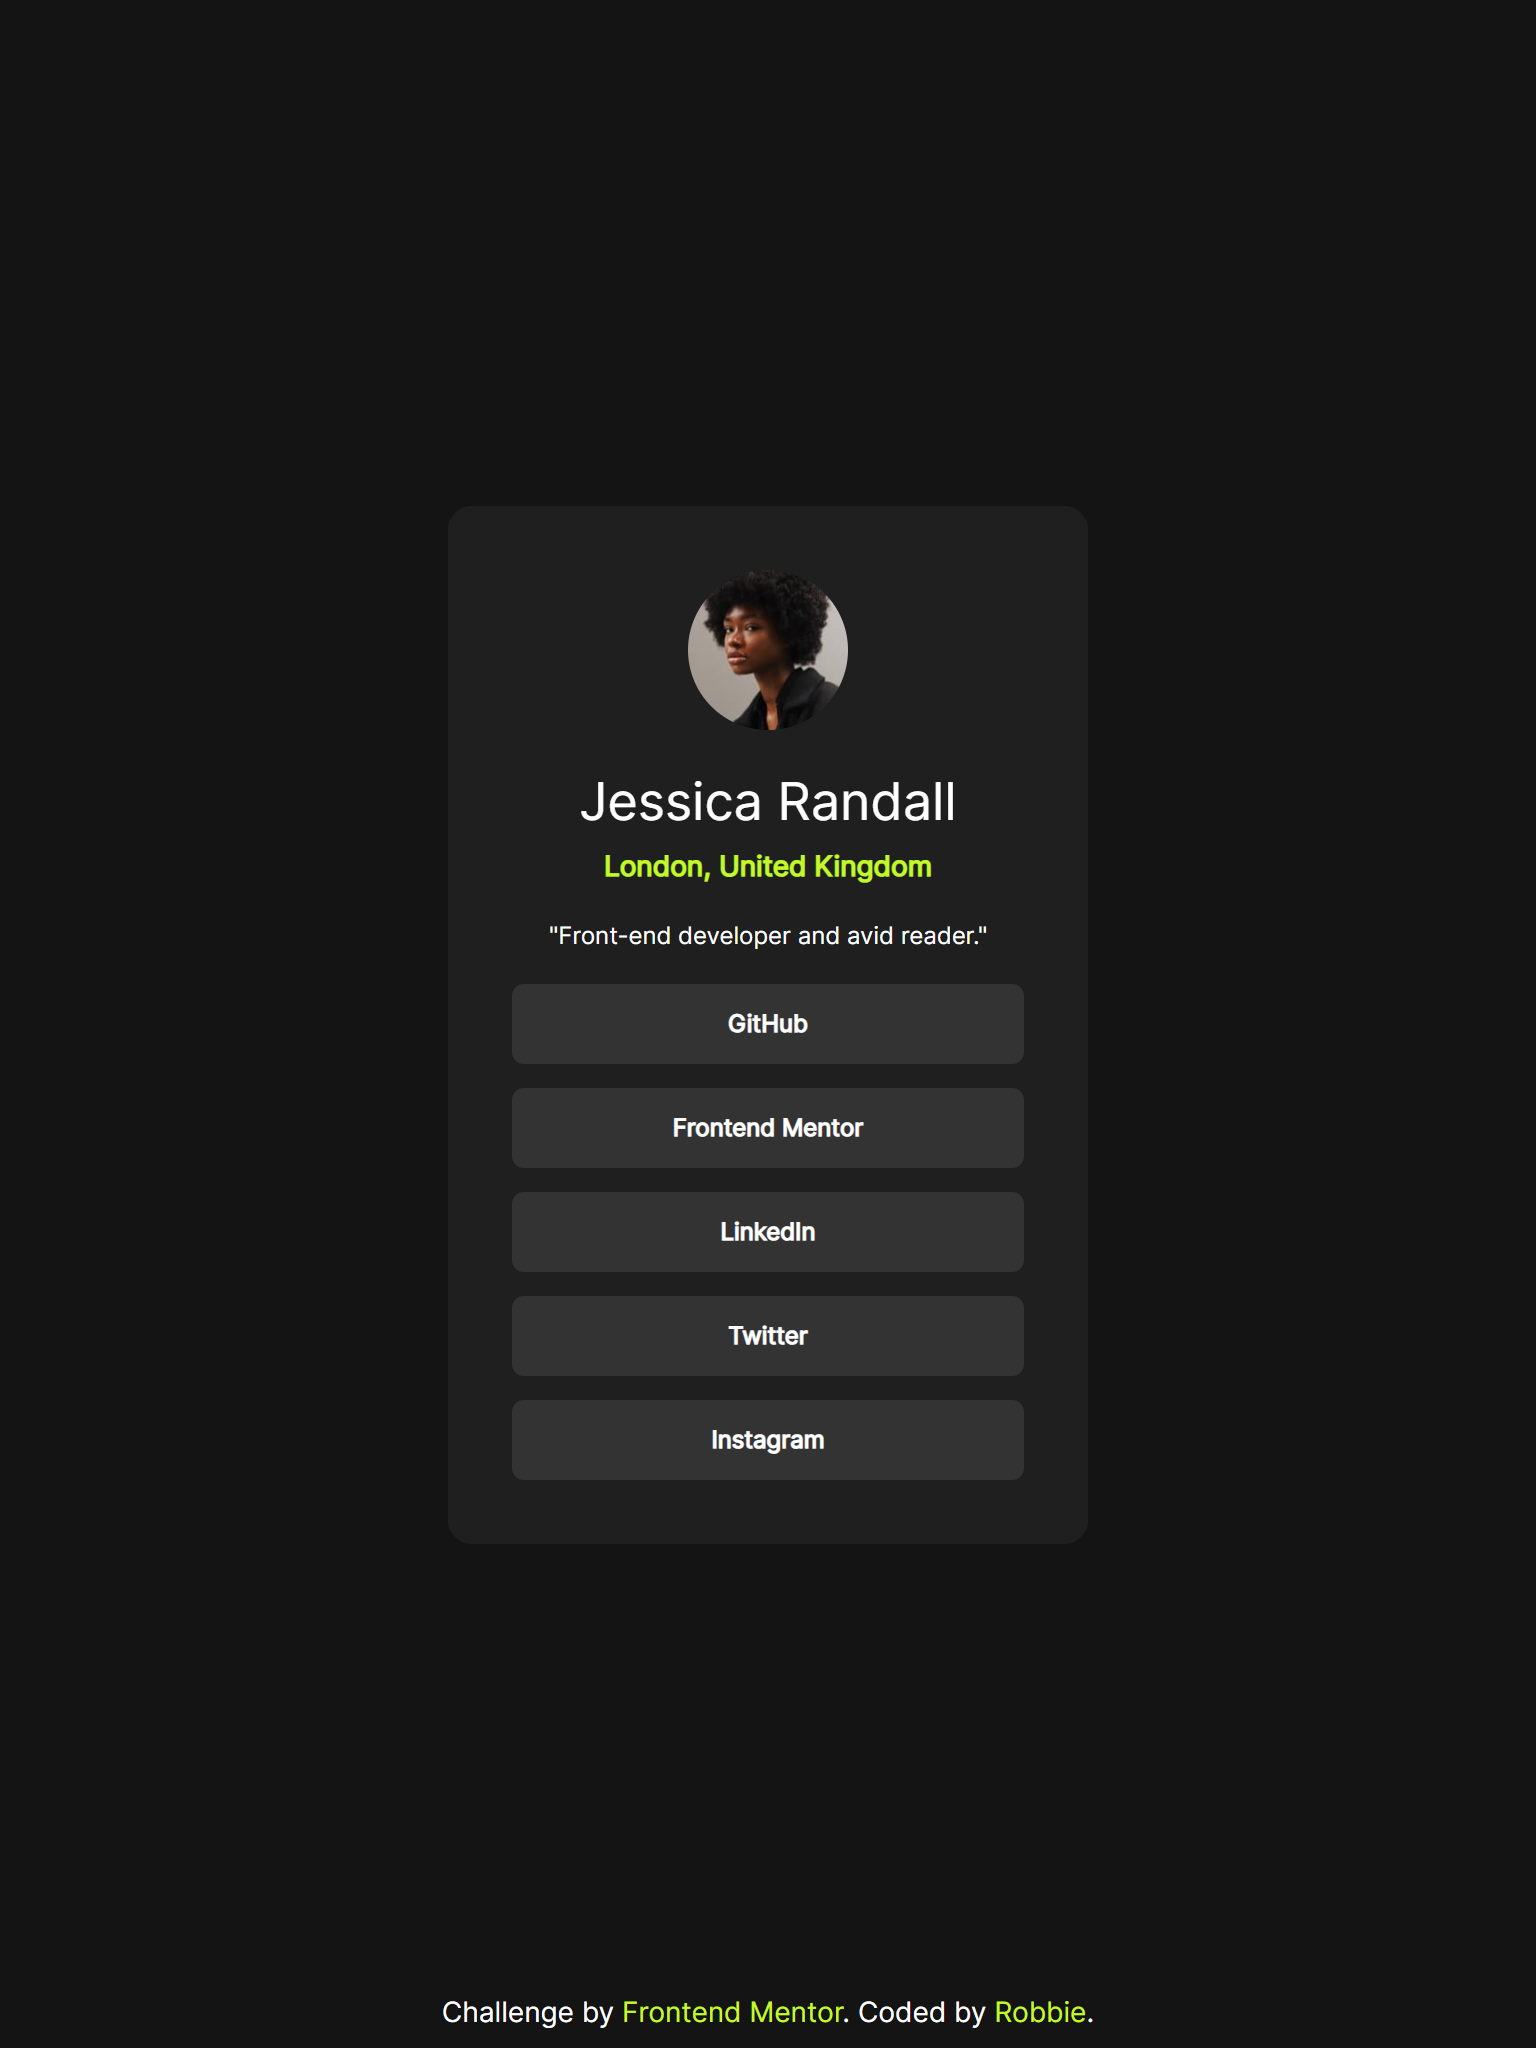 Jessica Randall
London, United Kingdom
"Front-end developer and avid reader."
GitHub
Frontend Mentor
LinkedIn
Twitter
Instagram
Challenge by Frontend Mentor. Coded by Robbie.